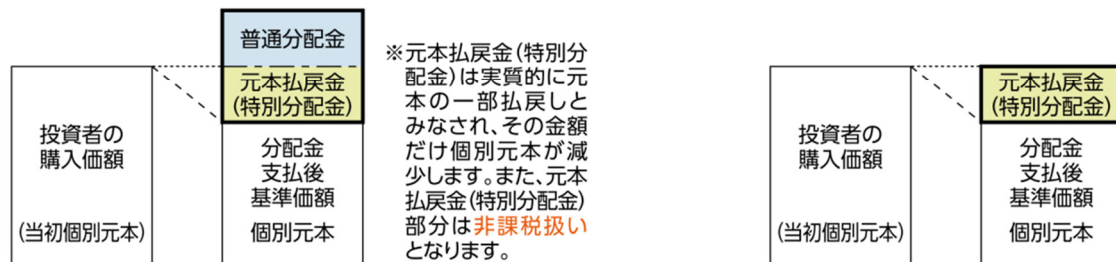 普通分配金
元本払戻金
(特別分配金)
投資者の
購入価額
(当初個別元本)
分配金
支払後
基準価額
個別元本
※元本払戻金(特別分
配金)は実質的に元
本の一部払戻しと
みなされ、その金額
だけ個別元本が減
少します。また、元本
払戻金(特別分配金)
部分は非課税扱い
となります。
元本払戻金
(特別分配金)
投資者の
購入価額
(当初個別元本)
分配金
支払後
基準価額
個別元本